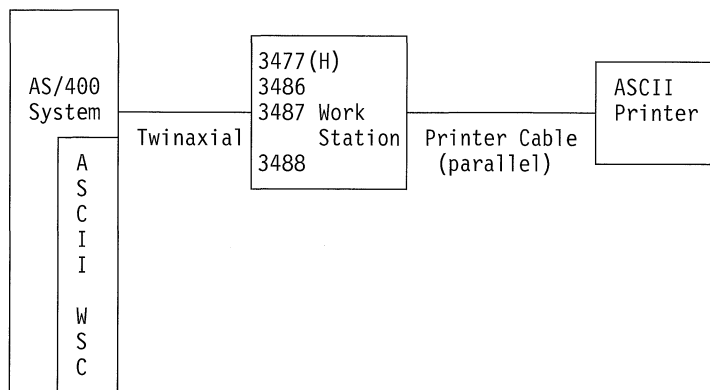 AS/400
System
A
S
C
I
I
W
S
C
Twinaxial
3477(H)
3486
3487 Work
Station
3488
Printer Cable
(parallel)
ASCII
Printer